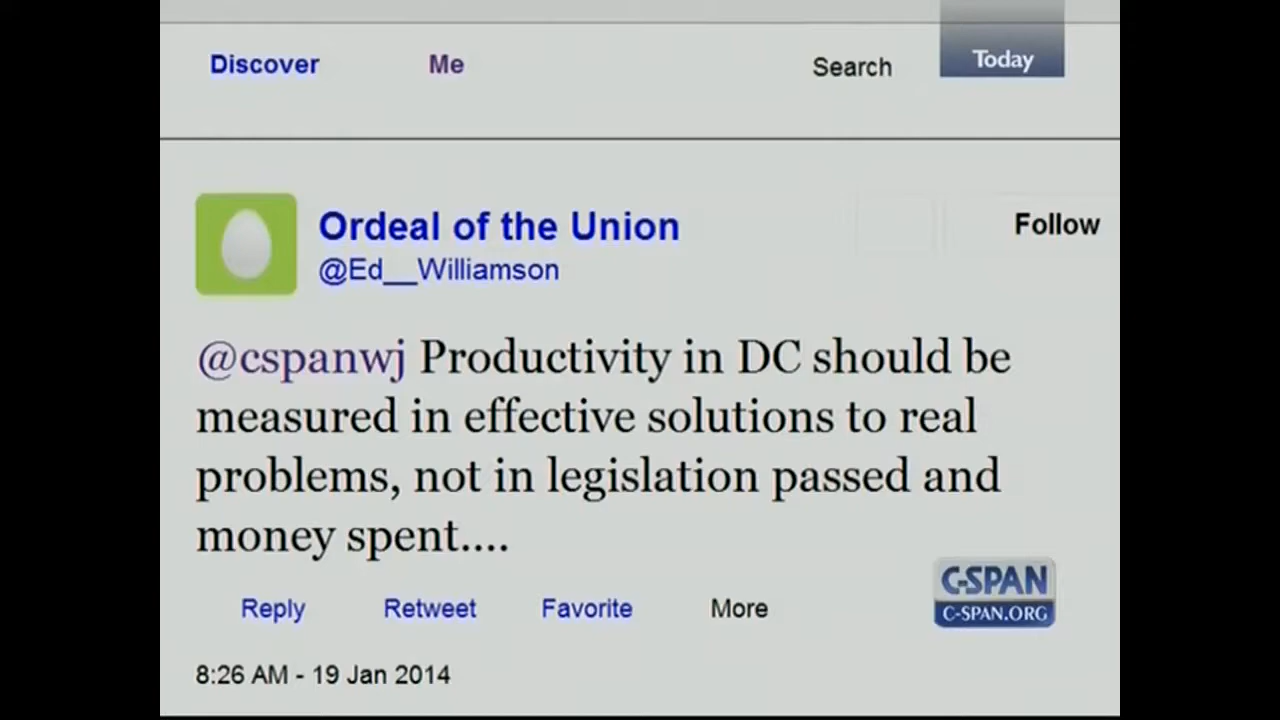 Discover Me Search Today
Ordeal of the Union Follow
@Ed__Williamson
@cspanwj Productivity in DC should be
measured in effective solutions to real
problems, not in legislation passed and
money spent....
C-SPAN
C-SPAN.ORG
Reply Retweet Favorite More
8:26 AM - 19 Jan 2014